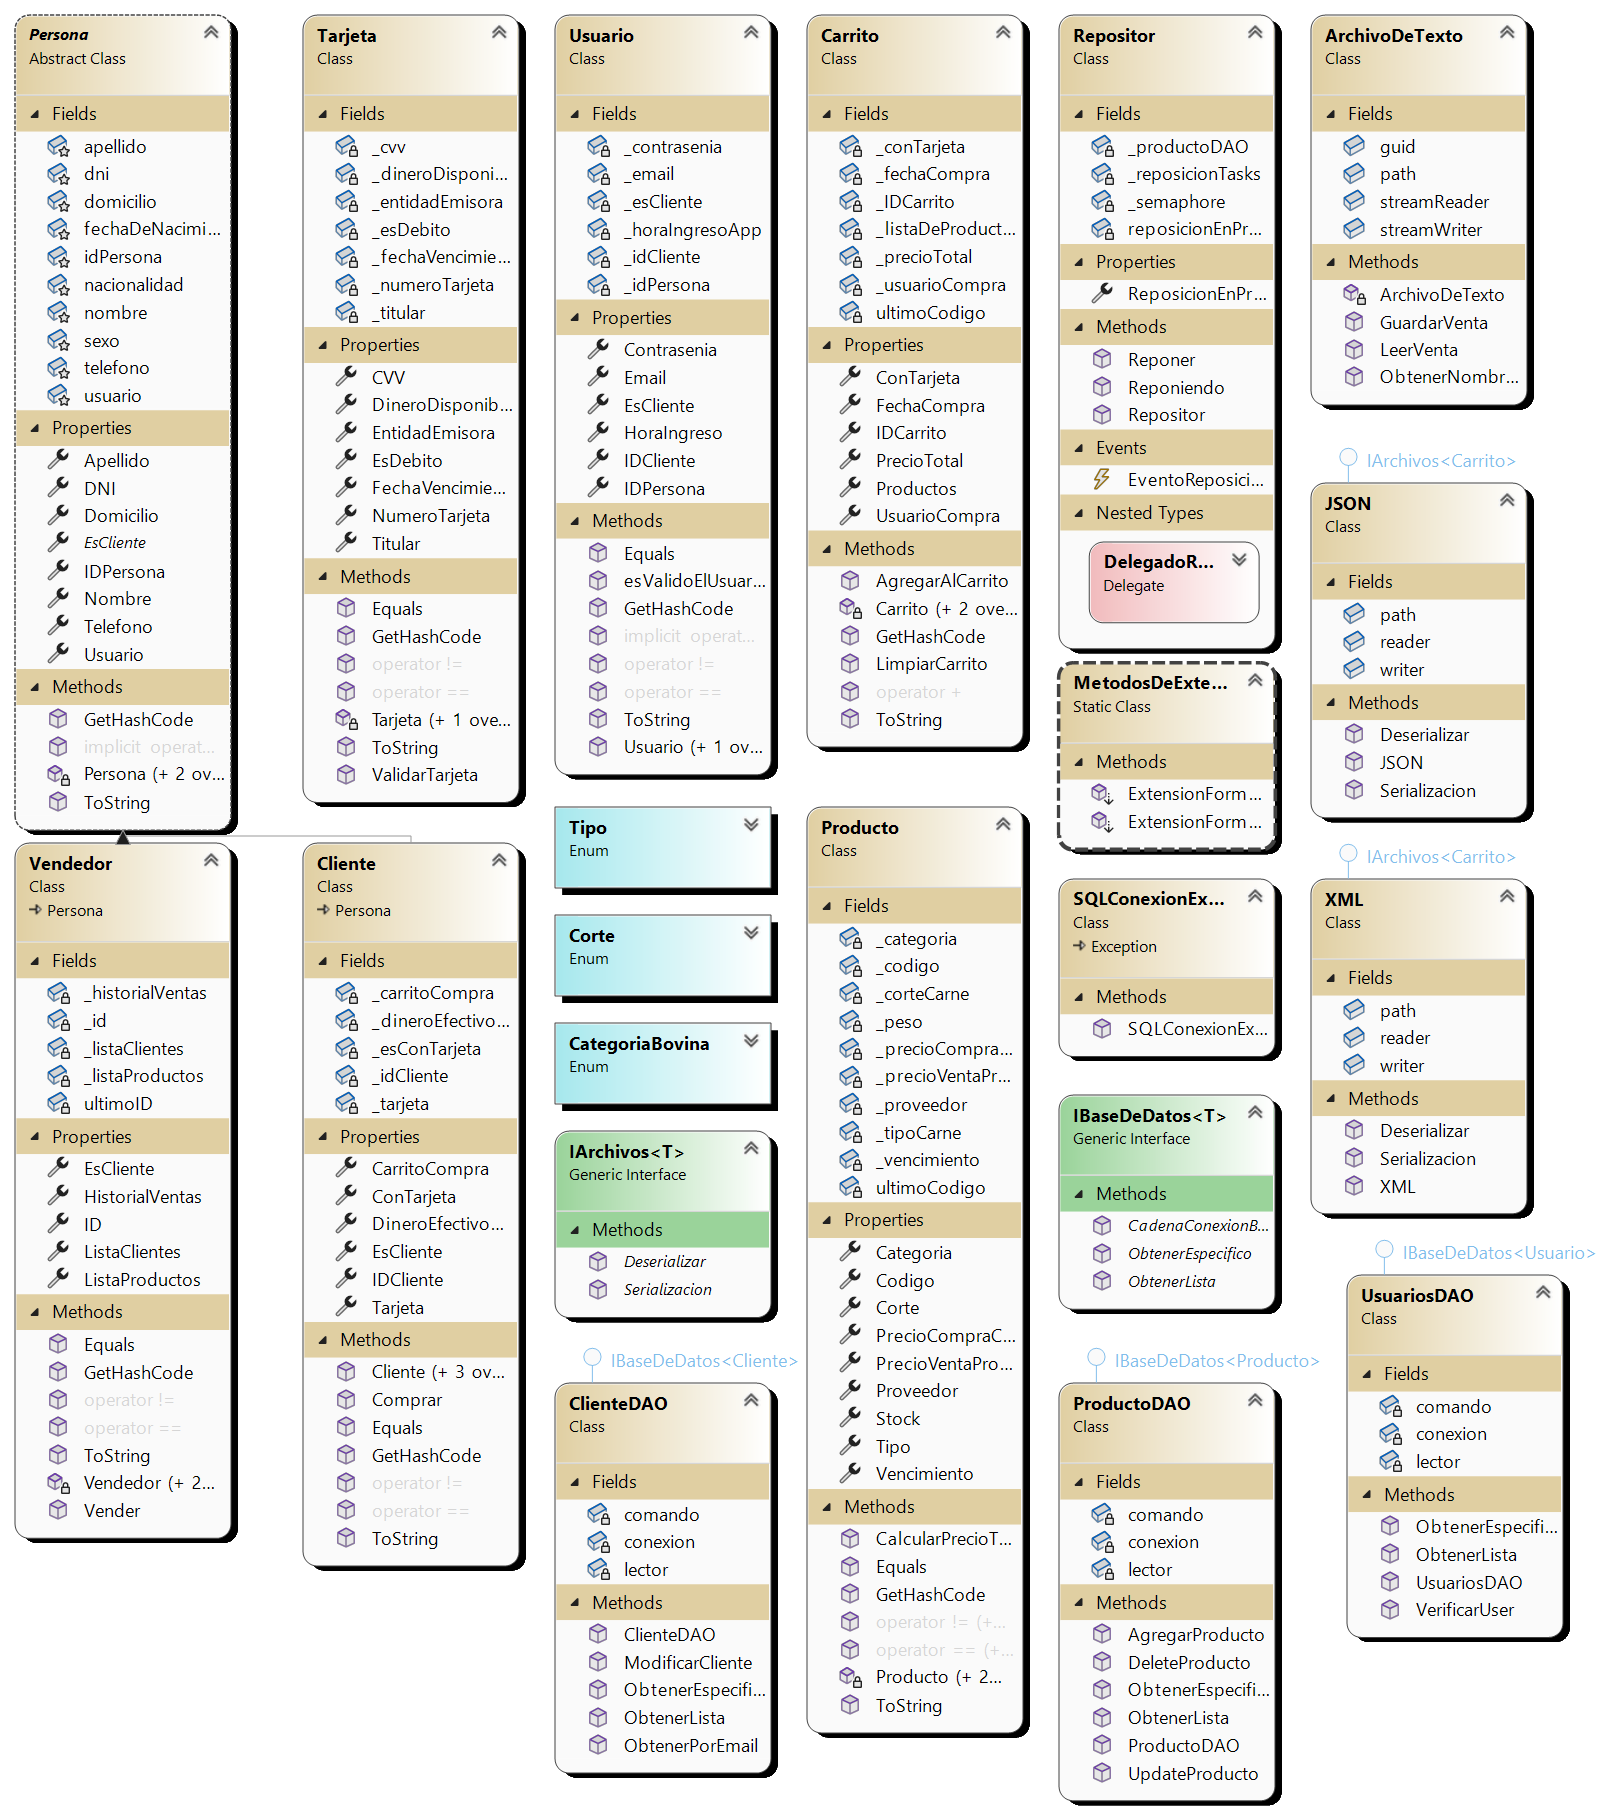 Persona
Abstract Class
Fields
apellido
dni
domicilio
fechaDeNacimi...
idPersona
nacionalidad
nombre
sexo
telefono
usuario
Properties
Apellido
DNI
Domicilio
EsCliente
IDPersona
Nombre
Telefono
Usuario
Methods
GetHashCode
implicit operat...
Persona (+ 2 ov...
ToString
Vendedor
Class
Persona
Fields
_historialVentas
_id
_listaClientes
_listaProductos
ultimoID
Properties
EsCliente
HistorialVentas
ID
ListaClientes
ListaProductos
Methods
Equals
GetHashCode
operator !=
operator ==
ToString
Vendedor (+ 2...
Vender
Tarjeta
Class
Fields
_cvv
_dineroDisponi...
_entidadEmisora
_esDebito
_fechaVencimie...
_numeroTarjeta
_titular
Properties
CVV
DineroDisponib...
EntidadEmisora
EsDebito
FechaVencimie...
NumeroTarjeta
Titular
Methods
Equals
GetHashCode
operator !=
operator ==
Tarjeta (+ 1 ove...
ToString
ValidarTarjeta
Cliente
Class
Persona
Fields
_carritoCompra
_dineroEfectivo...
_esConTarjeta
_idCliente
_tarjeta
Properties
CarritoCompra
ConTarjeta
DineroEfectivo...
EsCliente
IDCliente
Tarjeta
Methods
Cliente (+ 3 ov...
Comprar
Equals
GetHashCode
operator !=
operator ==
ToString
Usuario
Class
Fields
_contrasenia
_email
_esCliente
_horaIngresoApp
_idCliente
_idPersona
Properties
Contrasenia
Email
EsCliente
HoraIngreso
IDCliente
IDPersona
Methods
Equals
esValidoElUsuar...
GetHashCode
implicit operat...
operator !=
operator ==
ToString
Usuario (+ 1 ov...
Tipo
Enum
Corte
Enum
CategoriaBovina
Enum
IArchivos<T>
Generic Interface
Methods
Deserializar
Serializacion
IBaseDeDatos<Cliente>
ClienteDAO
Class
Fields
comando
conexion
lector
Methods
ClienteDAO
ModificarCliente
ObtenerEspecifi...
ObtenerLista
ObtenerPorEmail
Carrito
Class
Fields
_conTarjeta
_fechaCompra
_IDCarrito
_listaDeProduct...
_precioTotal
_usuarioCompra
ultimoCodigo
Properties
ConTarjeta
FechaCompra
IDCarrito
PrecioTotal
Productos
UsuarioCompra
Methods
AgregarAlCarrito
Carrito (+ 2 ove...
GetHashCode
LimpiarCarrito
operator +
ToString
Producto
Class
Fields
_categoria
_codigo
_corteCarne
_peso
_precioCompra...
_precioVentaPr...
_proveedor
_tipoCarne
_vencimiento
ultimoCodigo
Properties
Categoria
Codigo
Corte
PrecioCompraC...
PrecioVentaPro...
Proveedor
Stock
Tipo
Vencimiento
Methods
CalcularPrecioT...
Equals
GetHashCode
operator != (+...
operator == (+...
Producto (+ 2...
ToString
Repositor
Class
Fields
_productoDAO
_reposicionTasks
_semaphore
reposicionEnPr...
Properties
ReposicionEnPr...
Methods
Reponer
Reponiendo
Repositor
Events
EventoReposici...
Nested Types
DelegadoR...
Delegate
MetodosDeExte...
Static Class
Methods
ExtensionForm...
ExtensionForm...
SQLConexionEx...
Class
Exception
Methods
SQLConexionEx...
IBaseDeDatos<T>
Generic Interface
Methods
CadenaConexionB...
ObtenerEspecifico
ObtenerLista
IBaseDeDatos<Producto>
ProductoDAO
Class
Fields
comando
conexion
lector
Methods
AgregarProducto
DeleteProducto
ObtenerEspecifi...
ObtenerLista
ProductoDAO
UpdateProducto
ArchivoDeTexto
Class
Fields
guid
path
streamReader
streamWriter
Methods
ArchivoDeTexto
GuardarVenta
LeerVenta
ObtenerNombr...
IArchivos<Carrito>
JSON
Class
Fields
path
reader
writer
Methods
Deserializar
JSON
Serializacion
IArchivos<Carrito>
XML
Class
Fields
path
reader
writer
Methods
Deserializar
Serializacion
XML
IBaseDeDatos<Usuario>
UsuariosDAO
Class
Fields
comando
conexion
lector
Methods
ObtenerEspecifi...
ObtenerLista
UsuariosDAO
VerificarUser